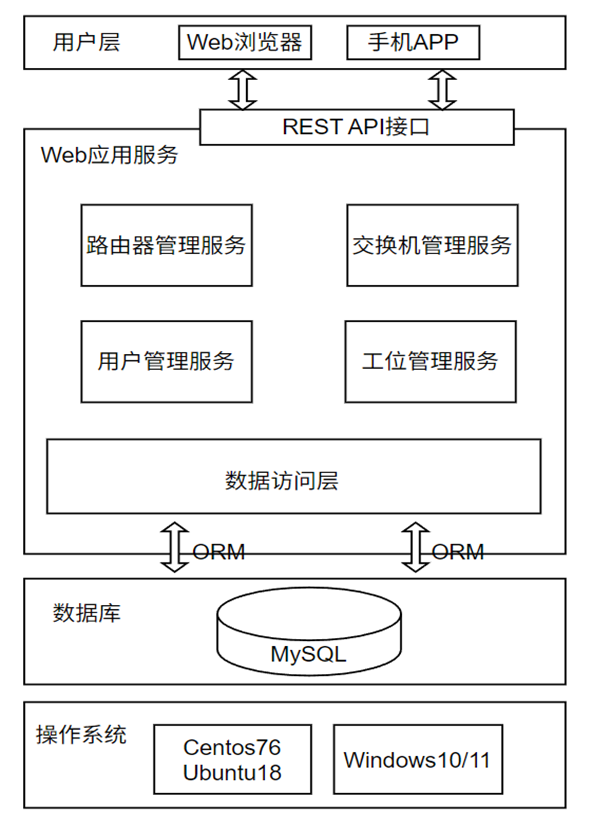 用户层
Web浏览器
手机APP
REST API接口
Web应用服务
路由器管理服务
交换机管理服务
用户管理服务
工位管理服务
数据访问层
ORM
ORM
数据库
MySQL
操作系统
Centos76
Ubuntu18
Windows10/11